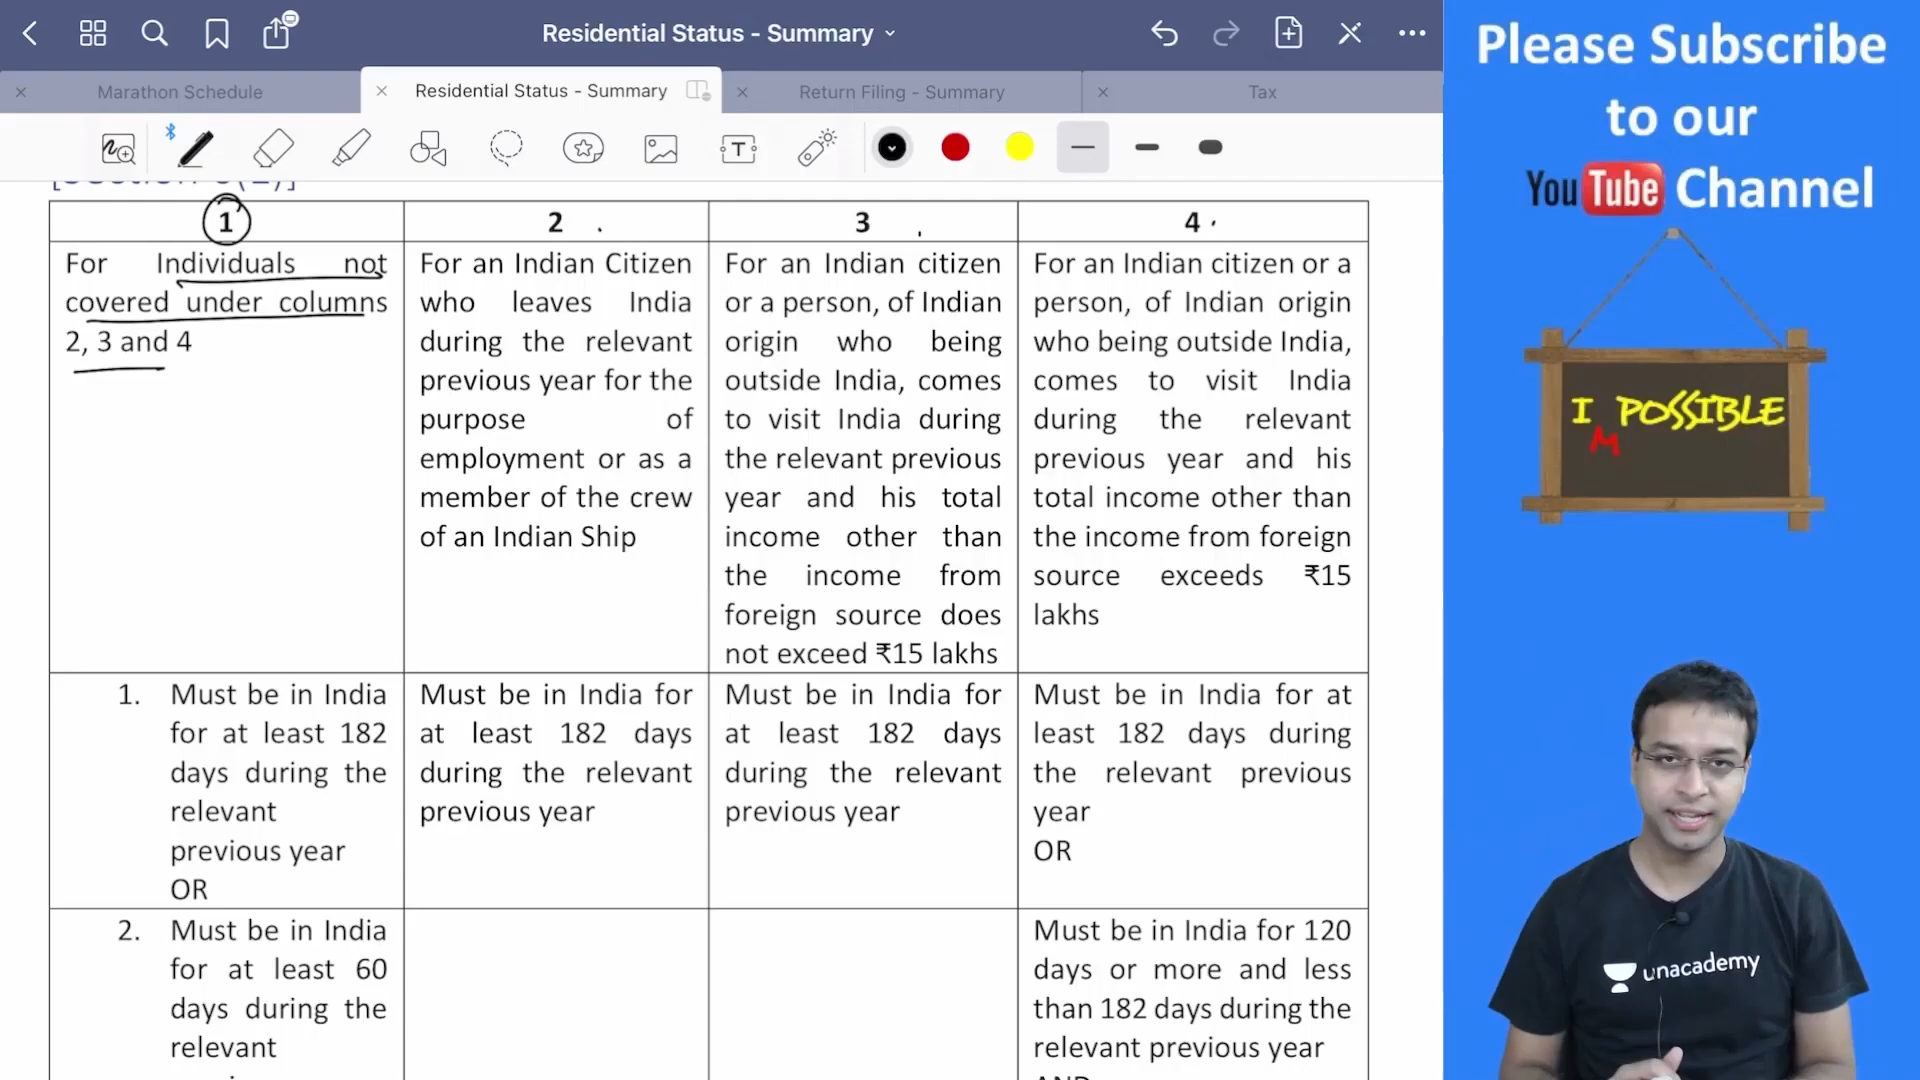 Residential Status - Summary
Marathon Schedule
Residential Status - Summary
Return Filing - Summary
Tax
T
1
2
3
4
For Individuals not
covered under columns
2, 3 and 4
For an Indian Citizen
who leaves India
during the relevant
previous year for the
purpose of
employment or as a
member of the crew
of an Indian Ship
For an Indian citizen
or a person, of Indian
origin who being
outside India, comes
to visit India during
the relevant previous
year and his total
income other than
the income from
foreign source does
not exceed ₹15 lakhs
For an Indian citizen or a
person, of Indian origin
who being outside India,
comes to visit India
during the relevant
previous year and his
total income other than
the income from foreign
source exceeds ₹15
lakhs
1. Must be in India
for at least 182
days during the
relevant
previous year
OR
Must be in India for
at least 182 days
during the relevant
previous year
Must be in India for
at least 182 days
during the relevant
previous year
Must be in India for at
least 182 days during
the relevant previous
year
OR
2. Must be in India
for at least 60
days during the
relevant
Must be in India for 120
days or more and less
than 182 days during the
relevant previous year
AND
Please Subscribe
to our
YouTube Channel
I POSSIBLE
M
unacademy